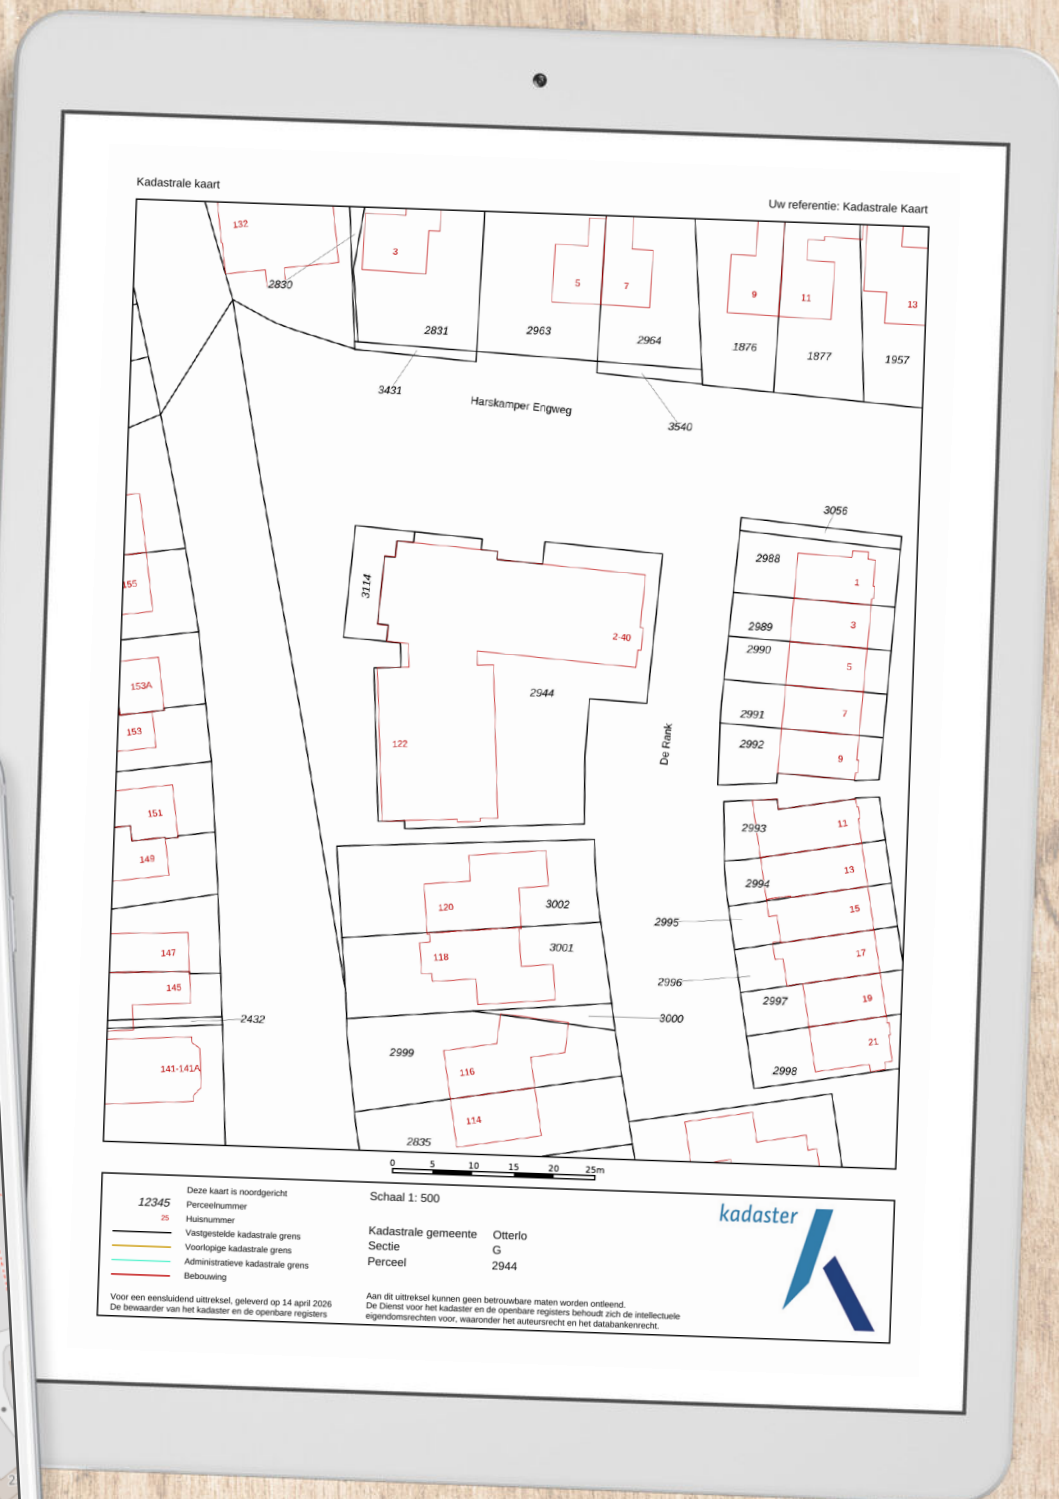 Kadastrale kaart
Uw referentie: Kadastrale Kaart
132
3
2830
5
7
9
11
13
2831
2963
2964
1876
1877
1957
3431
Harskamper Engweg
3540
3056
2988
1
155
3114
2-40
2989
3
2990
5
153A
2944
2991
7
153
122
De Rank
2992
9
151
2993
11
149
2994
13
120
3002
15
2995
118
3001
17
147
2996
145
2997
19
2432
3000
2999
21
141-141A
116
2998
114
2835
0 5 10 15 20 25m
Deze kaart is noordgericht
12345 Perceelnummer
25 Huisnummer
Vastgestelde kadastrale grens
Voorlopige kadastrale grens
Administratieve kadastrale grens
Bebouwing
Schaal 1: 500
Kadastrale gemeente Otterlo
Sectie G
Perceel 2944
kadaster
Voor een eensluidend uittreksel, geleverd op 14 april 2026
De bewaarder van het kadaster en de openbare registers
Aan dit uittreksel kunnen geen betrouwbare maten worden ontleend.
De Dienst voor het kadaster en de openbare registers behoudt zich de intellectuele
eigendomsrechten voor, waaronder het auteursrecht en het databankenrecht.